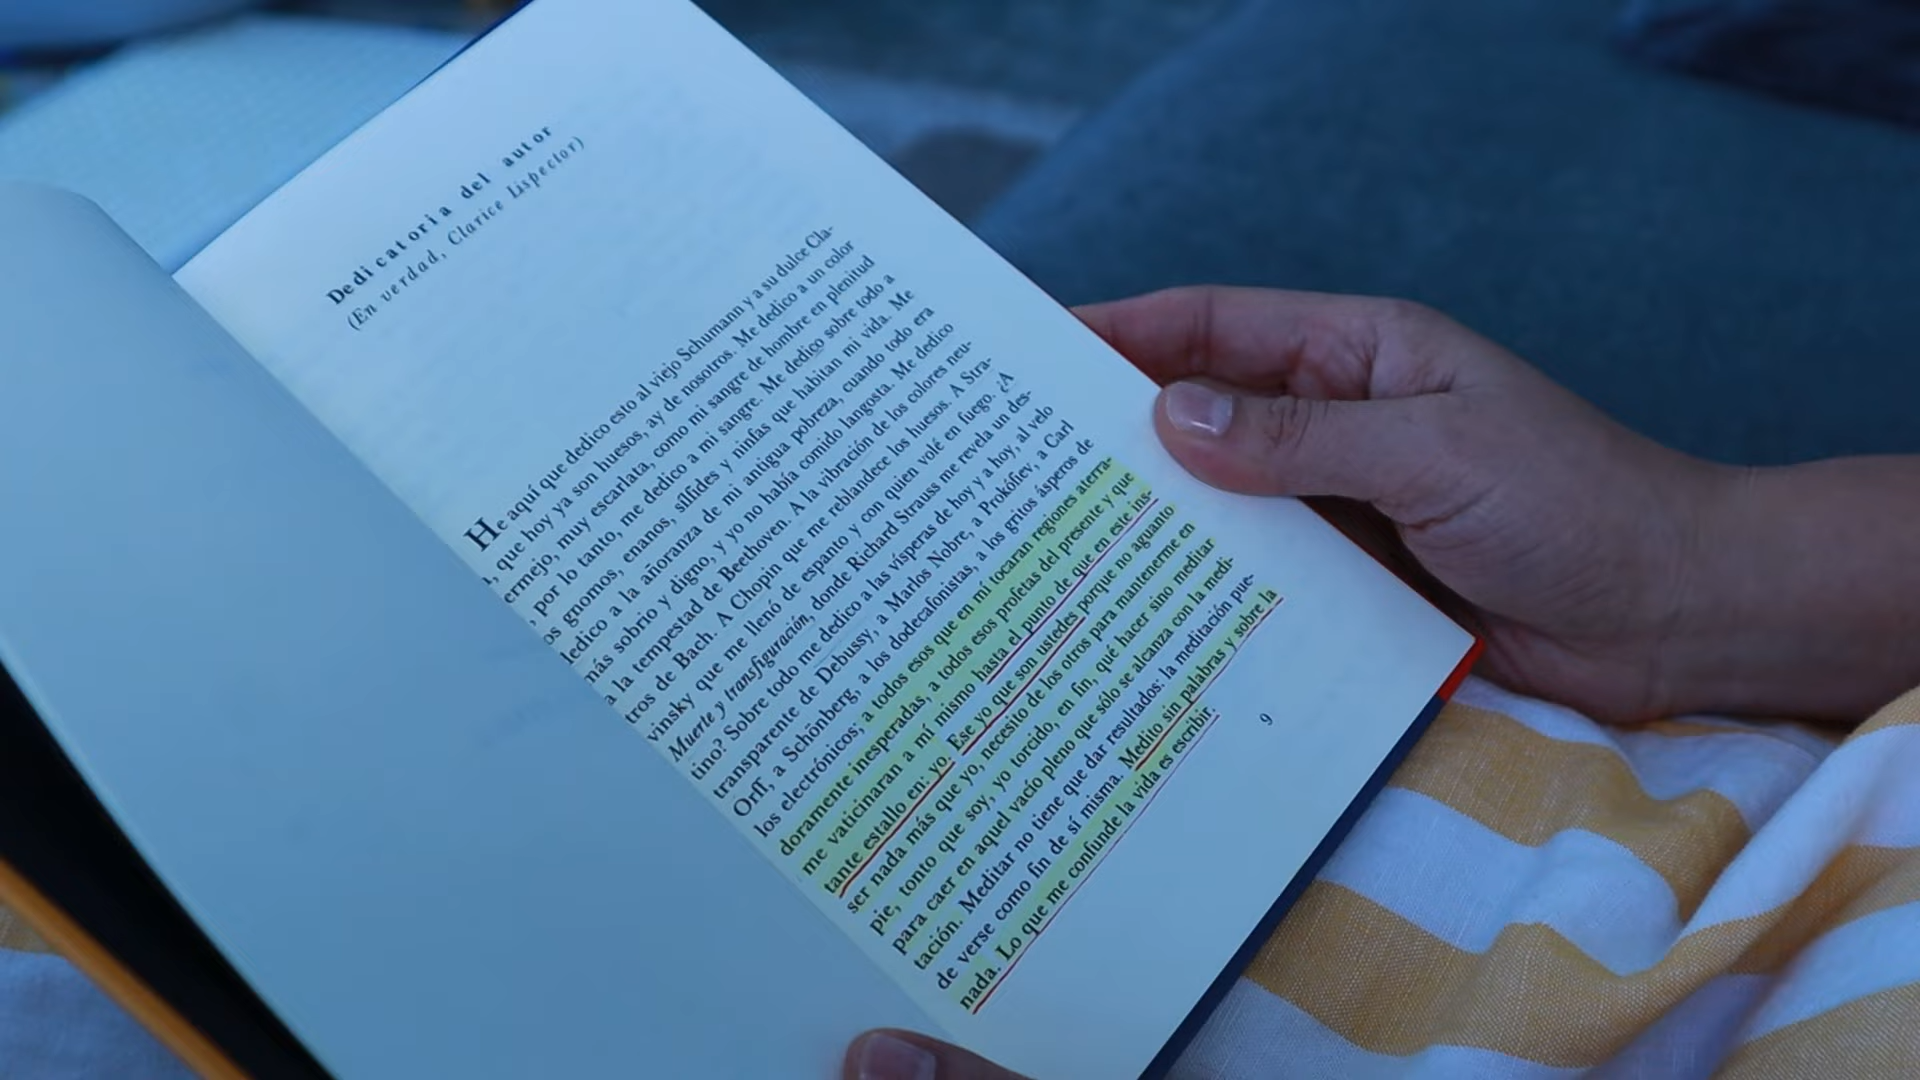 Dedicatoria del autor
(En verdad, Clarice Lispector)
He aquí que dedico esto al viejo Schumann y a su dulce Cla-
que hoy ya son huesos, ay de nosotros. Me dedico a un color
ermejo, muy escarlata, como mi sangre de hombre en plenitud
, por lo tanto, me dedico a mi sangre. Me dedico sobre todo a
os gnomos, enanos, sílfides y ninfas que habitan mi vida. Me
dedico a la añoranza de mi antigua pobreza, cuando todo era
más sobrio y digno, y yo no había comido langosta. Me dedico
a la tempestad de Beethoven. A la vibración de los colores neu-
tros de Bach. A Chopin que me reblandece los huesos. A Stra-
vinsky que me llenó de espanto y con quien volé en fuego. ¿A
Muerte y transfiguración, donde Richard Strauss me revela un des-
tino? Sobre todo me dedico a las vísperas de hoy y a hoy, al velo
transparente de Debussy, a Marlos Nobre, a Prokófiev, a Carl
Orff, a Schönberg, a los dodecafonistas, a los gritos ásperos de
los electrónicos; a todos esos que en mí tocaran regiones aterra-
doramente inesperadas, a todos esos profetas del presente y que
me vaticinaran a mí mismo hasta el punto de que en este ins-
tante estallo en: yo. Ese yo que son ustedes porque no aguanto
ser nada más que yo, necesito de los otros para mantenerme en
pie, tonto que soy, yo torcido, en fin, qué hacer sino meditar
para caer en aquel vacío pleno que sólo se alcanza con la medi-
tación. Meditar no tiene que dar resultados: la meditación pue-
de verse como fin de sí misma. Medito sin palabras y sobre la
nada. Lo que me confunde la vida es escribir.
9